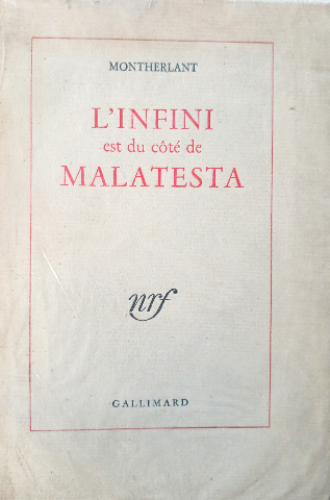 MONTHERLANT
L'INFINI
est du côté de
MALATESTA
nrf
GALLIMARD